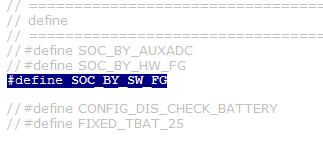 // ===================================
// define
// ===================================
// #define SOC_BY_AUXADC
// #define SOC_BY_HW_FG
#define SOC_BY_SW_FG
// #define CONFIG_DIS_CHECK_BATTERY
// #define FIXED_TBAT_25